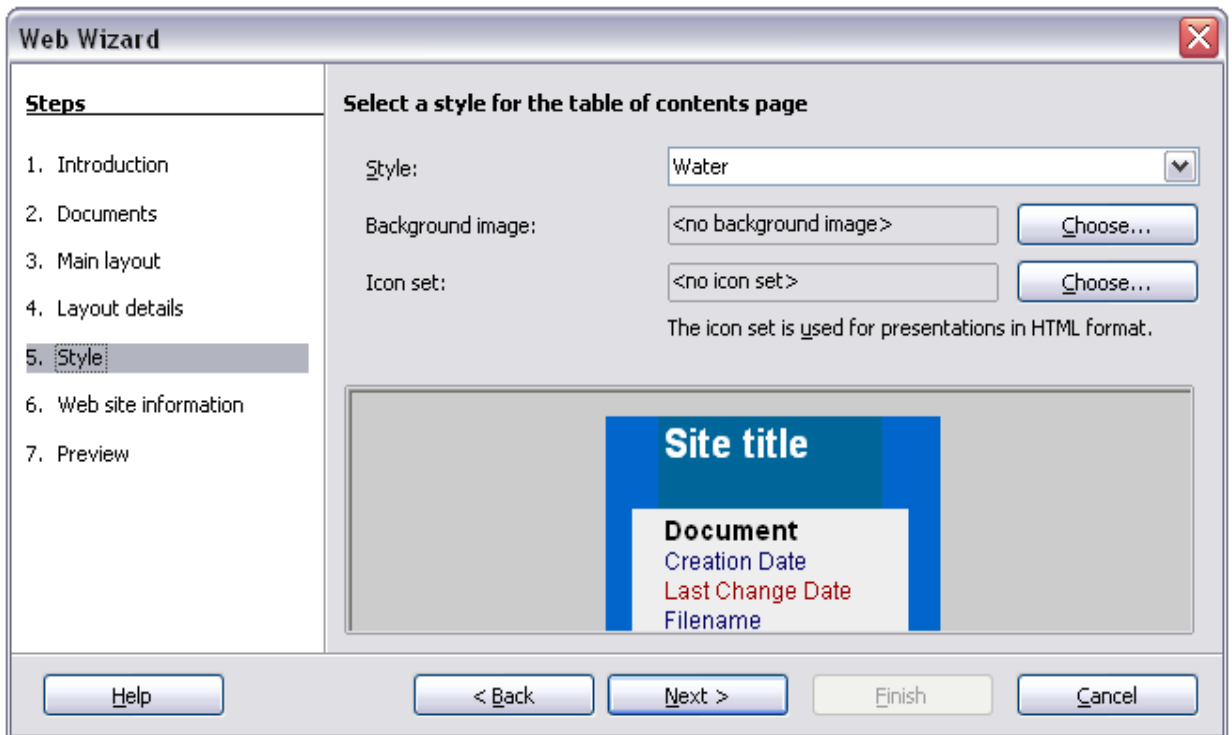 Web Wizard
Steps
1. Introduction
2. Documents
3. Main layout
4. Layout details
5. Style
6. Web site information
7. Preview
Select a style for the table of contents page
Style: Water
Background image: <no background image> Choose...
Icon set: <no icon set> Choose...
The icon set is used for presentations in HTML format.
Site title
Document
Creation Date
Last Change Date
Filename
Help < Back Next > Finish Cancel